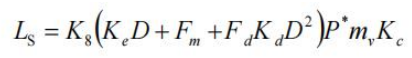 L_S = K_8(K_e D + F_m + F_d K_d D^2) P^* m_v K_c